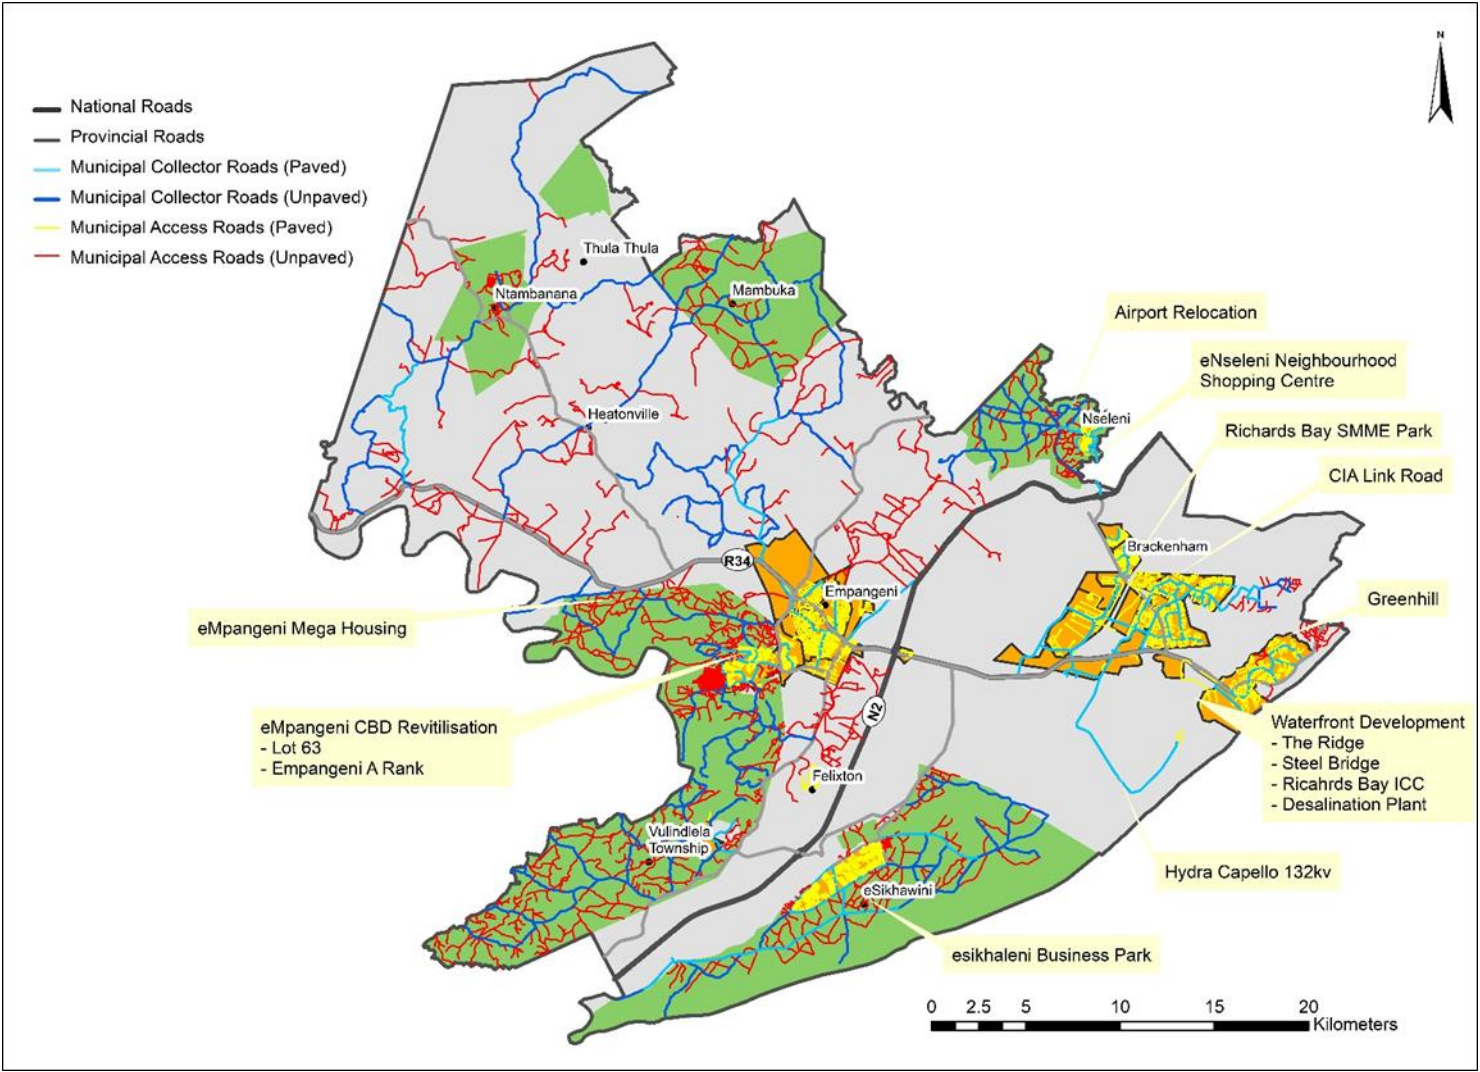 N
National Roads
Provincial Roads
Municipal Collector Roads (Paved)
Municipal Collector Roads (Unpaved)
Municipal Access Roads (Paved)
Municipal Access Roads (Unpaved)
Thula Thula
Ntambanana
Mambuka
Airport Relocation
eNseleni Neighbourhood
Shopping Centre
Heatonville
Nseleni
Richards Bay SMME Park
CIA Link Road
Brackenham
R34
Empangeni
Greenhill
eMpangeni Mega Housing
eMpangeni CBD Revitilisation
- Lot 63
- Empangeni A Rank
N2
Waterfront Development
- The Ridge
- Steel Bridge
- Ricahrds Bay ICC
- Desalination Plant
Felixton
Vulindlela
Township
Hydra Capello 132kv
eSikhawini
esikhaleni Business Park
0 2.5 5 10 15 20
Kilometers